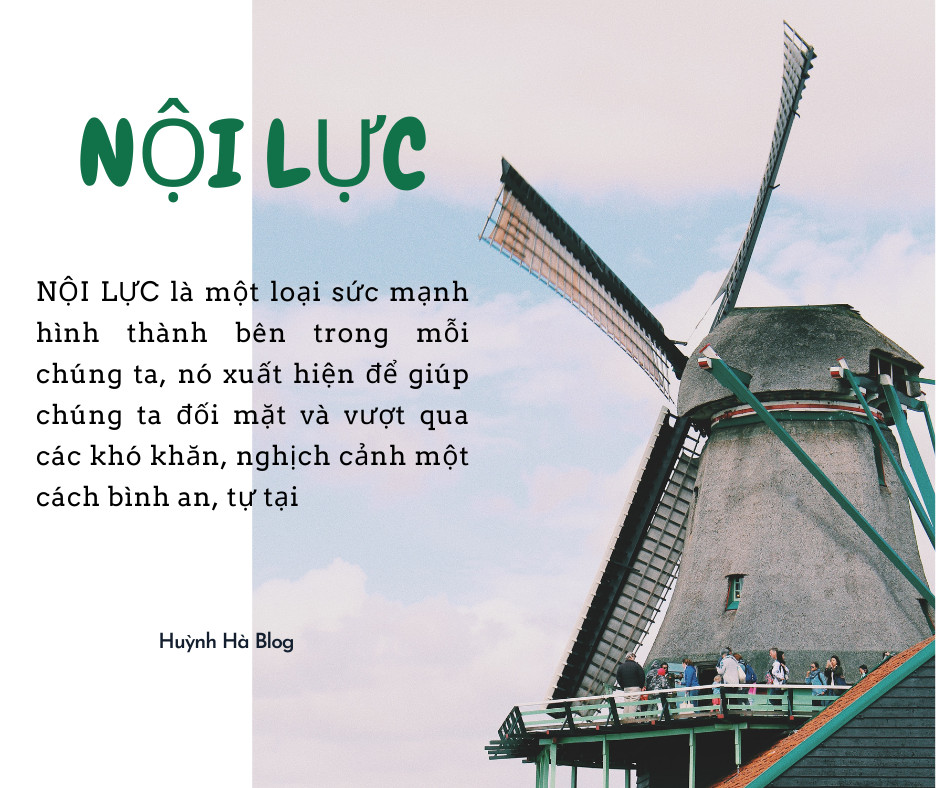 NỘI LỰC
NỘI LỰC là một loại sức mạnh
hình thành bên trong mỗi
chúng ta, nó xuất hiện để giúp
chúng ta đối mặt và vượt qua
các khó khăn, nghịch cảnh một
cách bình an, tự tại
Huỳnh Hà Blog